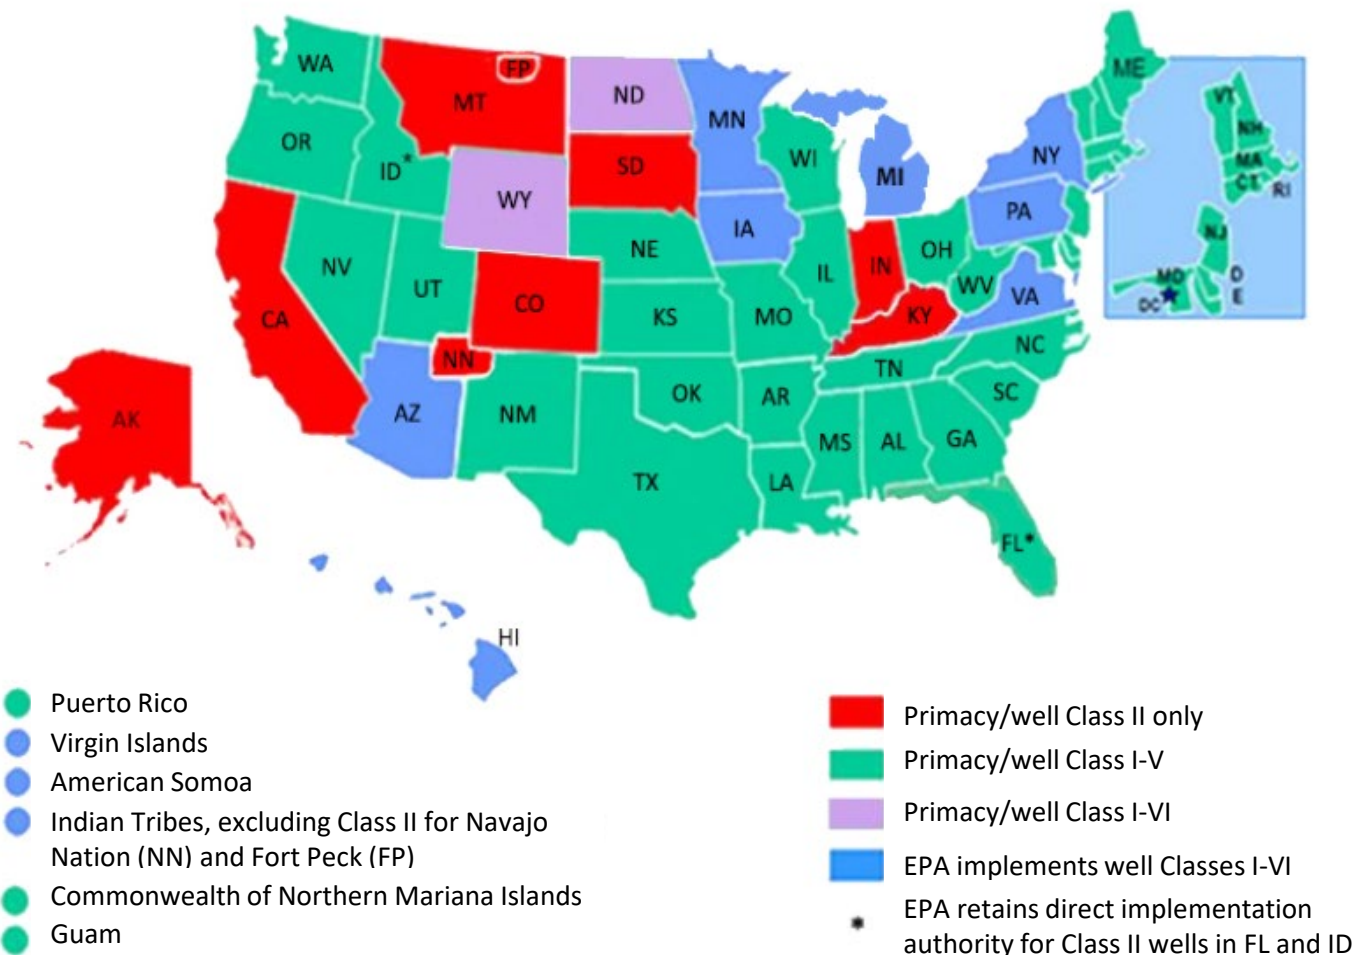 WA
OR
ID*
MT
FP
ND
SD
WY
NE
MN
WI
MI
IA
NV
UT
CO
KS
CA
IL
IN
OH
MO
KY
WV
VA
NY
PA
ME
VT
NH
MA
CT
RI
NJ
D
E
MD
DC
NN
AZ
NM
OK
AR
TN
NC
SC
MS
AL
GA
TX
LA
FL*
AK
HI
Puerto Rico
Virgin Islands
American Somoa
Indian Tribes, excluding Class II for Navajo
Nation (NN) and Fort Peck (FP)
Commonwealth of Northern Mariana Islands
Guam
Primacy/well Class II only
Primacy/well Class I-V
Primacy/well Class I-VI
EPA implements well Classes I-VI
* EPA retains direct implementation
authority for Class II wells in FL and ID